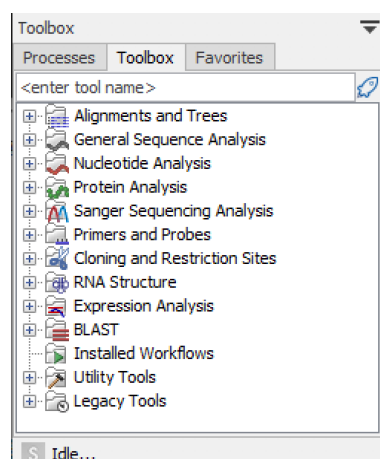 Toolbox
Processes Toolbox Favorites
<enter tool name>
Alignments and Trees
General Sequence Analysis
Nucleotide Analysis
Protein Analysis
Sanger Sequencing Analysis
Primers and Probes
Cloning and Restriction Sites
RNA Structure
Expression Analysis
BLAST
Installed Workflows
Utility Tools
Legacy Tools
S Idle...